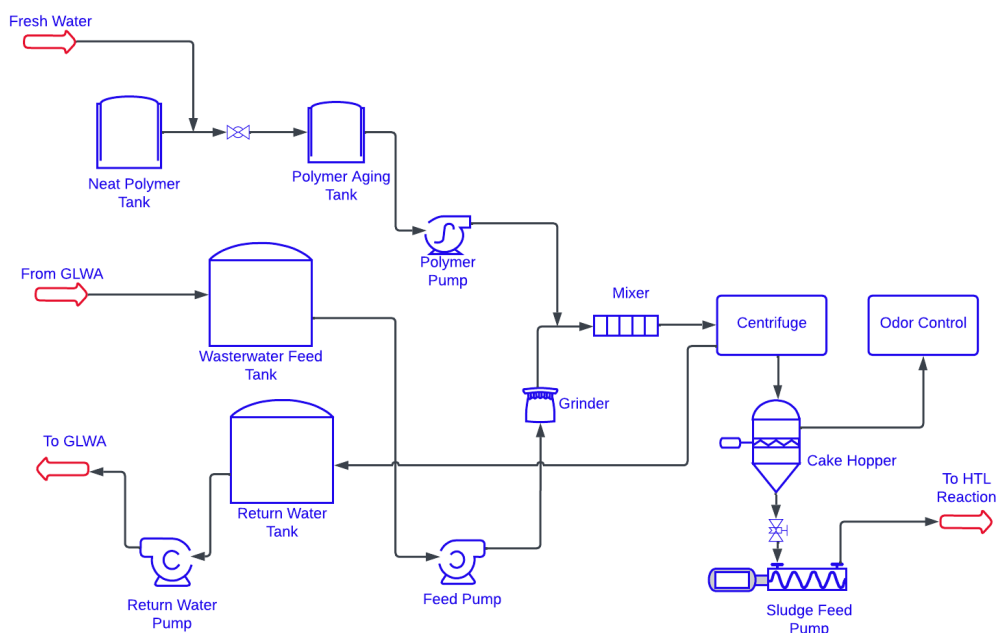 Fresh Water
Neat Polymer
Tank
Polymer Aging
Tank
Polymer
Pump
From GLWA
Wasterwater Feed
Tank
Mixer
Centrifuge
Odor Control
Grinder
To GLWA
Return Water
Tank
Cake Hopper
To HTL
Reaction
Return Water
Pump
Feed Pump
Sludge Feed
Pump